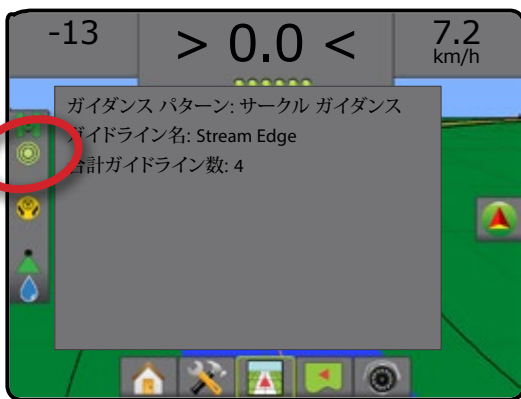 -13
> 0.0 <
7.2
km/h
ガイダンス パターン: サークル ガイダンス
ガイドライン名: Stream Edge
合計ガイドライン数: 4